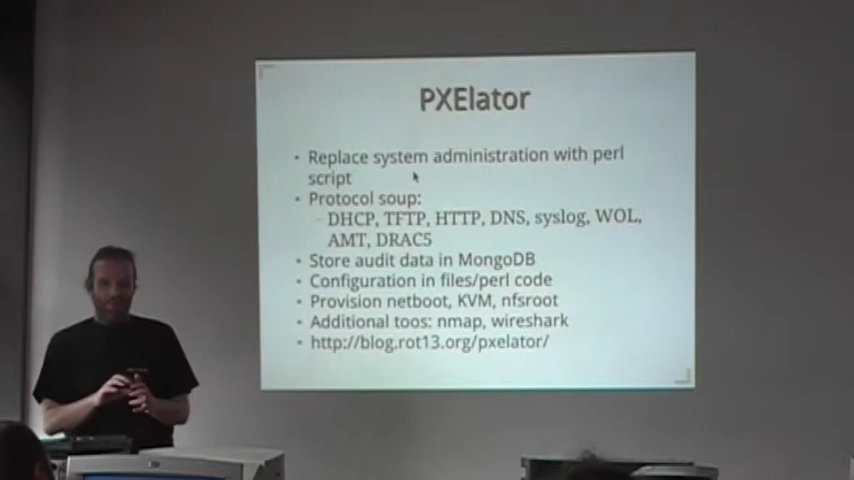 PXElator
• Replace system administration with perl
script
• Protocol soup:
– DHCP, TFTP, HTTP, DNS, syslog, WOL,
AMT, DRAC5
• Store audit data in MongoDB
• Configuration in files/perl code
• Provision netboot, KVM, nfsroot
• Additional toos: nmap, wireshark
• http://blog.rot13.org/pxelator/